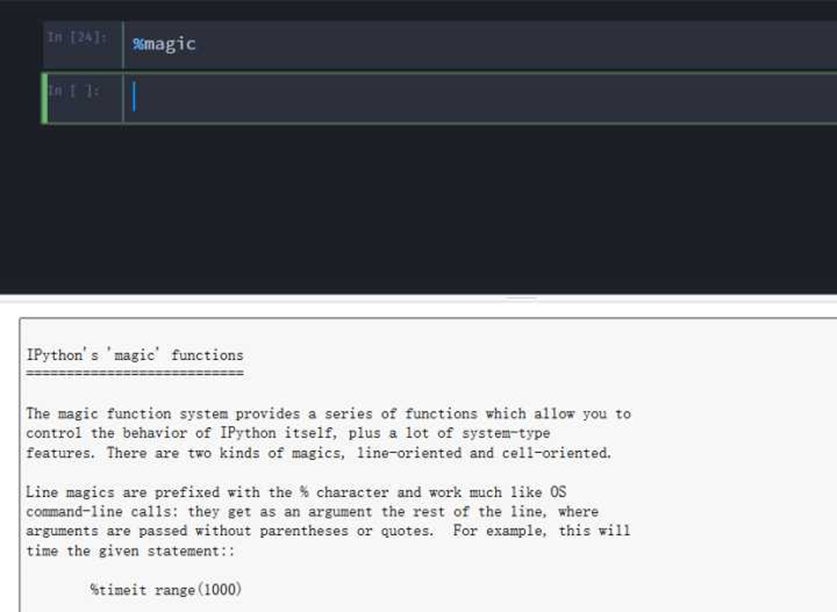 In [24]:
%magic
In [ ]:
IPython's 'magic' functions
===========================
The magic function system provides a series of functions which allow you to
control the behavior of IPython itself, plus a lot of system-type
features. There are two kinds of magics, line-oriented and cell-oriented.
Line magics are prefixed with the % character and work much like OS
command-line calls: they get as an argument the rest of the line, where
arguments are passed without parentheses or quotes.  For example, this will
time the given statement::
%timeit range(1000)